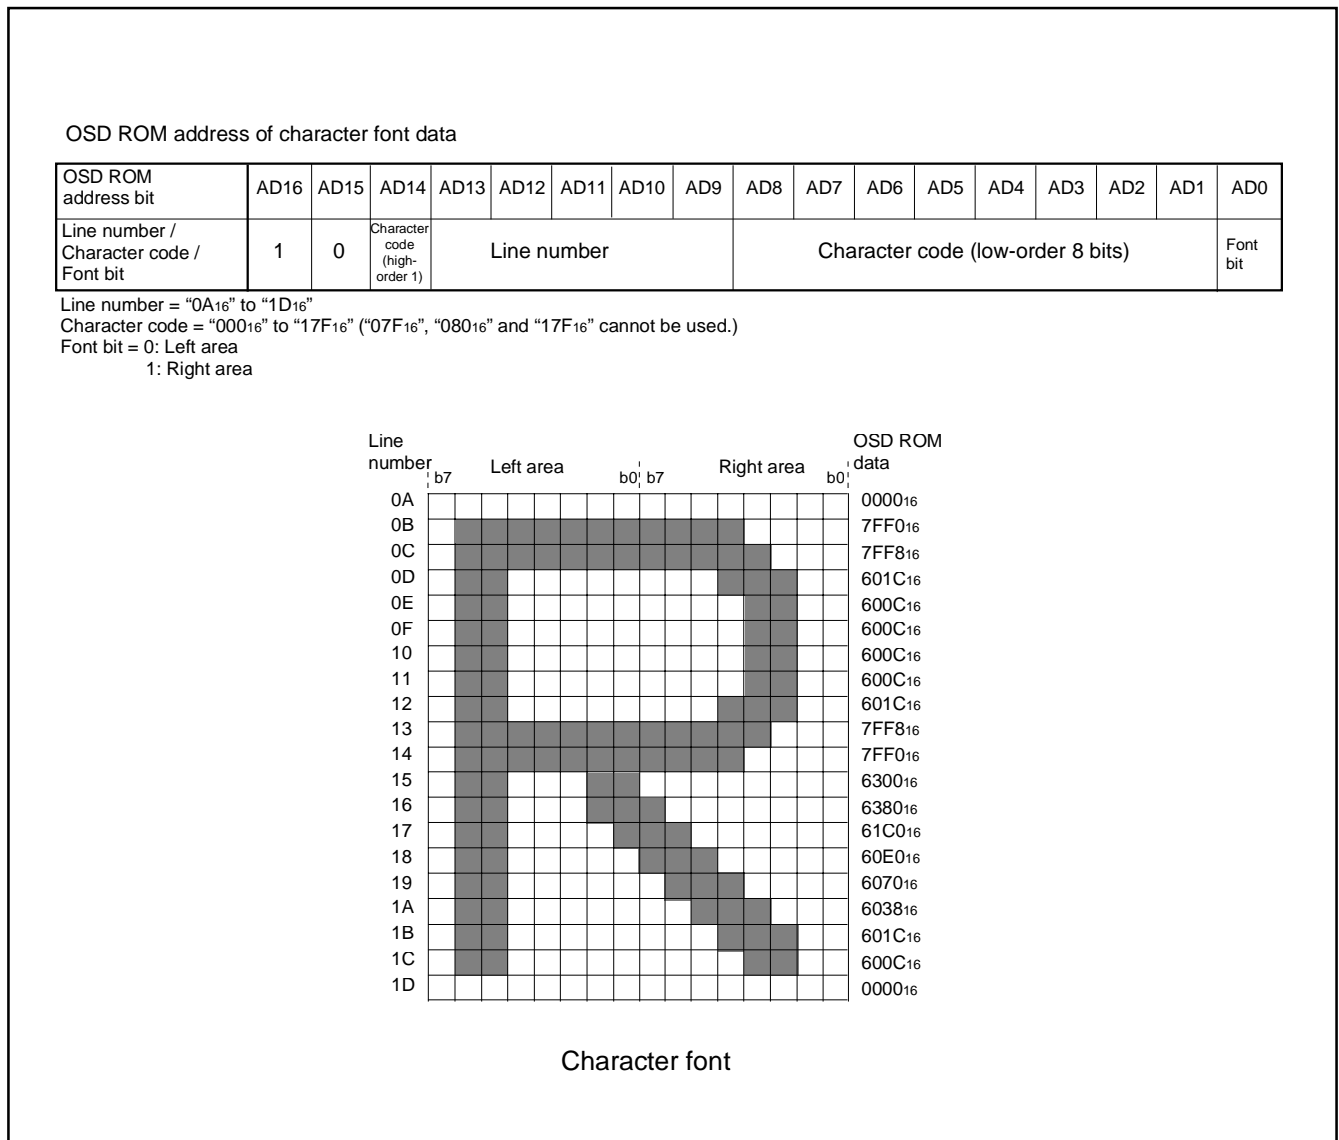 OSD ROM address of character font data
OSD ROM address bit AD16 AD15 AD14 AD13 AD12 AD11 AD10 AD9 AD8 AD7 AD6 AD5 AD4 AD3 AD2 AD1 AD0
Line number / Character code / Font bit 1 0 Character code (high-order 1) Line number Character code (low-order 8 bits) Font bit
Line number = “0A16” to “1D16”
Character code = “00016” to “17F16” (“07F16”, “08016” and “17F16” cannot be used.)
Font bit = 0: Left area
1: Right area
Line number Left area Right area OSD ROM data
b7 b0 b7 b0
0A 000016
0B 7FF016
0C 7FF816
0D 601C16
0E 600C16
0F 600C16
10 600C16
11 600C16
12 601C16
13 7FF816
14 7FF016
15 630016
16 638016
17 61C016
18 60E016
19 607016
1A 603816
1B 601C16
1C 600C16
1D 000016
Character font